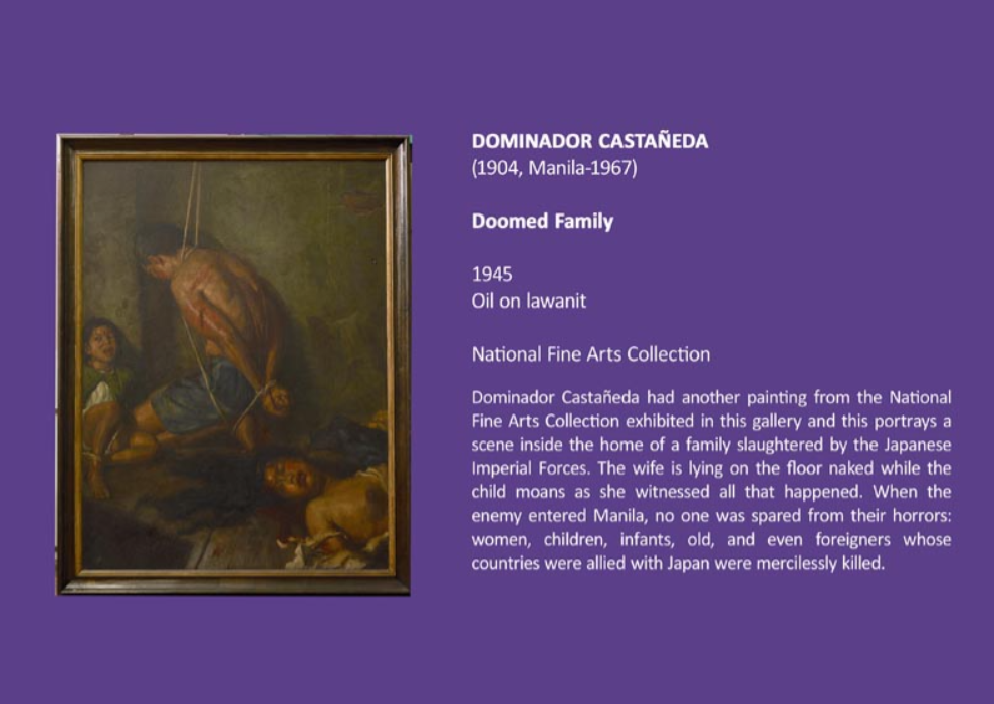 DOMINADOR CASTAÑEDA
(1904, Manila-1967)
Doomed Family
1945
Oil on lawanit
National Fine Arts Collection
Dominador Castañeda had another painting from the National
Fine Arts Collection exhibited in this gallery and this portrays a
scene inside the home of a family slaughtered by the Japanese
Imperial Forces. The wife is lying on the floor naked while the
child moans as she witnessed all that happened. When the
enemy entered Manila, no one was spared from their horrors:
women, children, infants, old, and even foreigners whose
countries were allied with Japan were mercilessly killed.